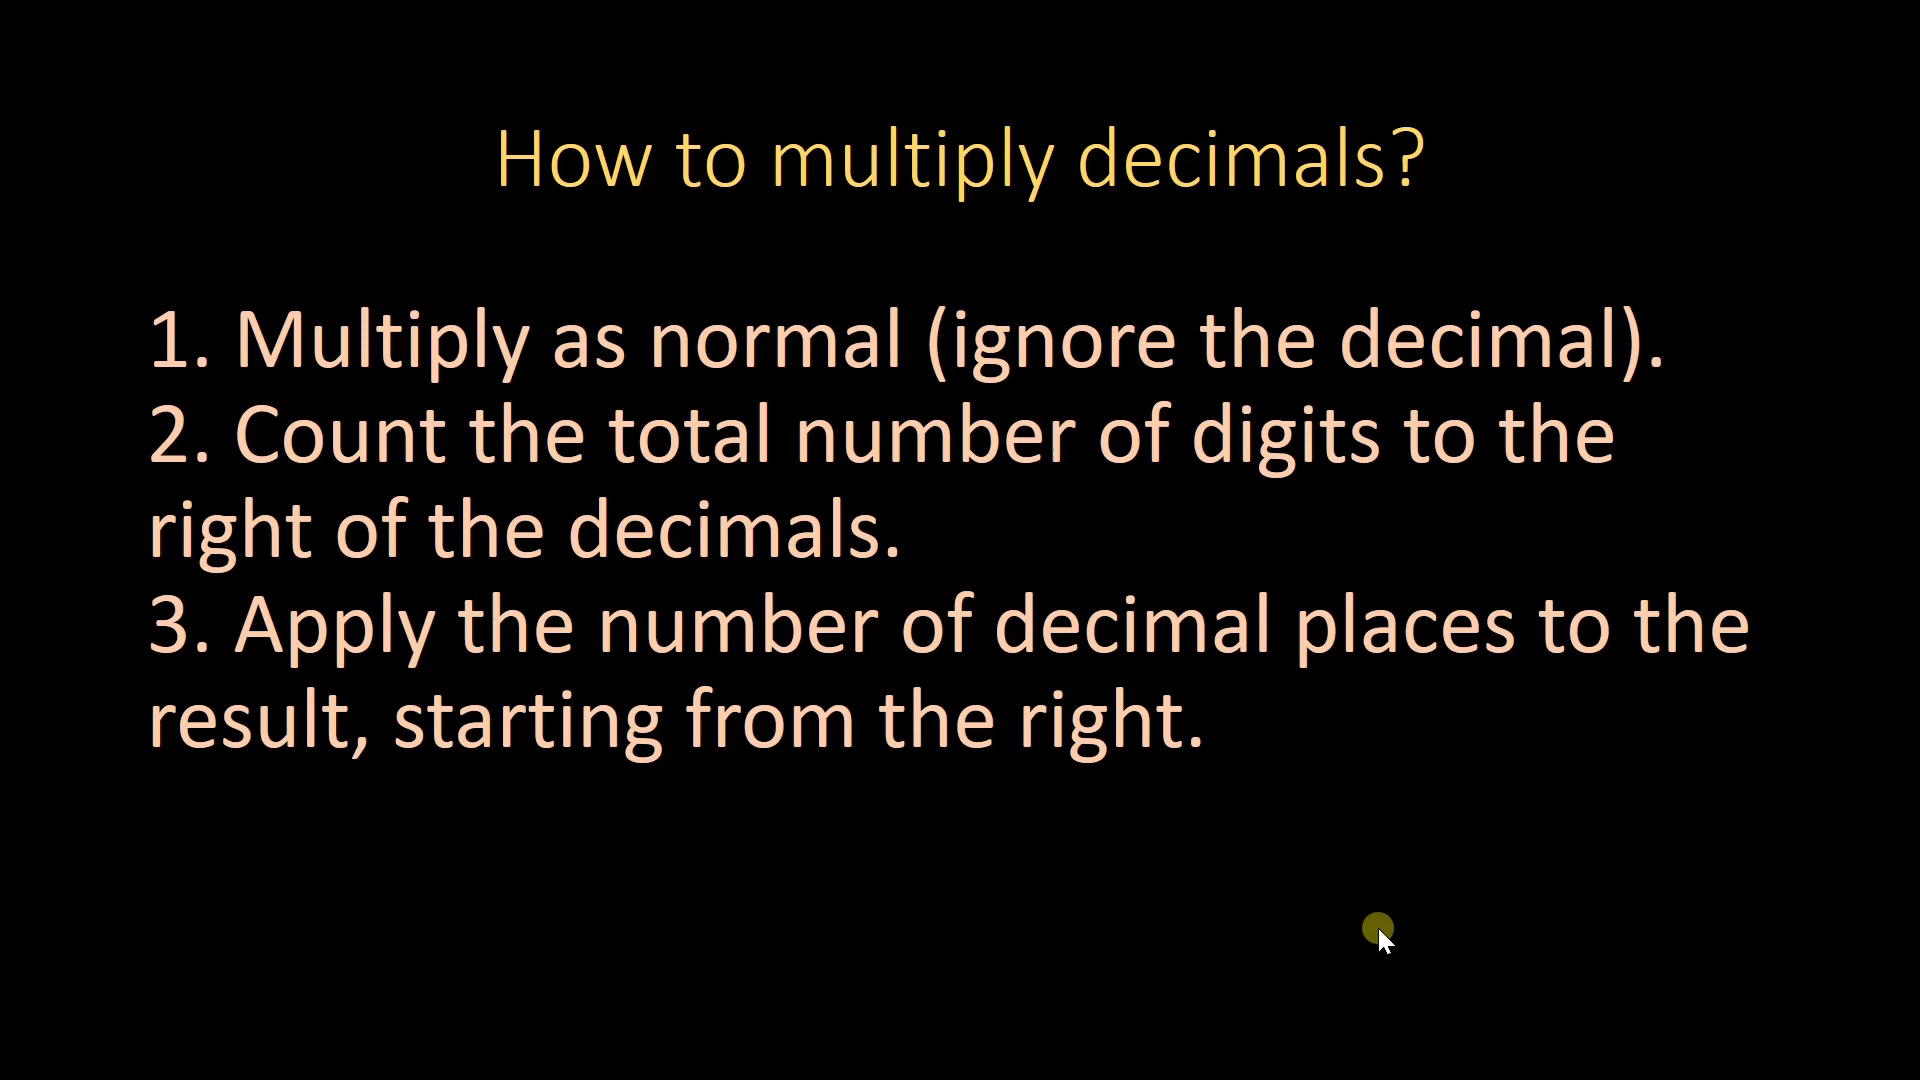 How to multiply decimals?
1. Multiply as normal (ignore the decimal).
2. Count the total number of digits to the
right of the decimals.
3. Apply the number of decimal places to the
result, starting from the right.